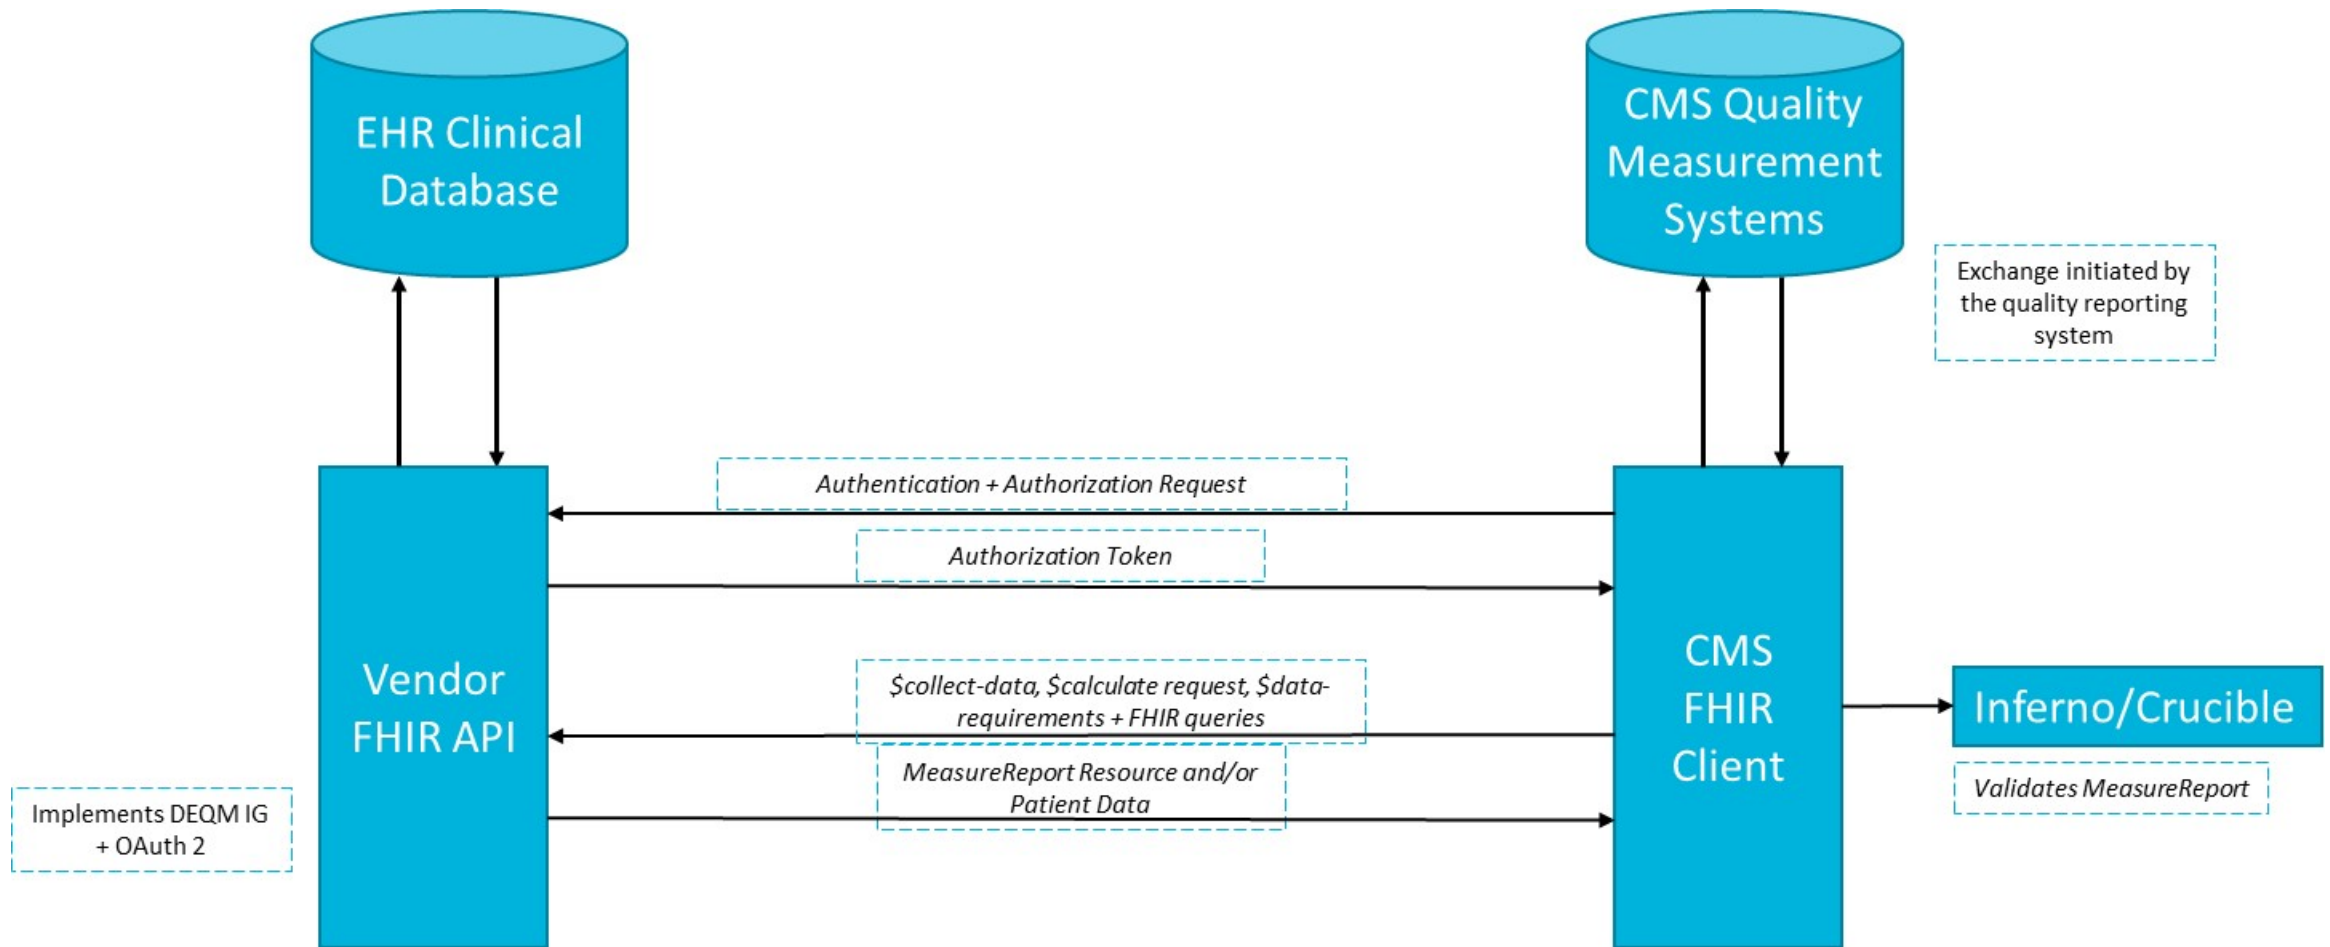 EHR Clinical
Database
CMS Quality
Measurement
Systems
Exchange initiated by
the quality reporting
system
Authentication + Authorization Request
Authorization Token
Vendor
FHIR API
$collect-data, $calculate request, $data-
requirements + FHIR queries
MeasureReport Resource and/or
Patient Data
CMS
FHIR
Client
Inferno/Crucible
Validates MeasureReport
Implements DEQM IG
+ OAuth 2